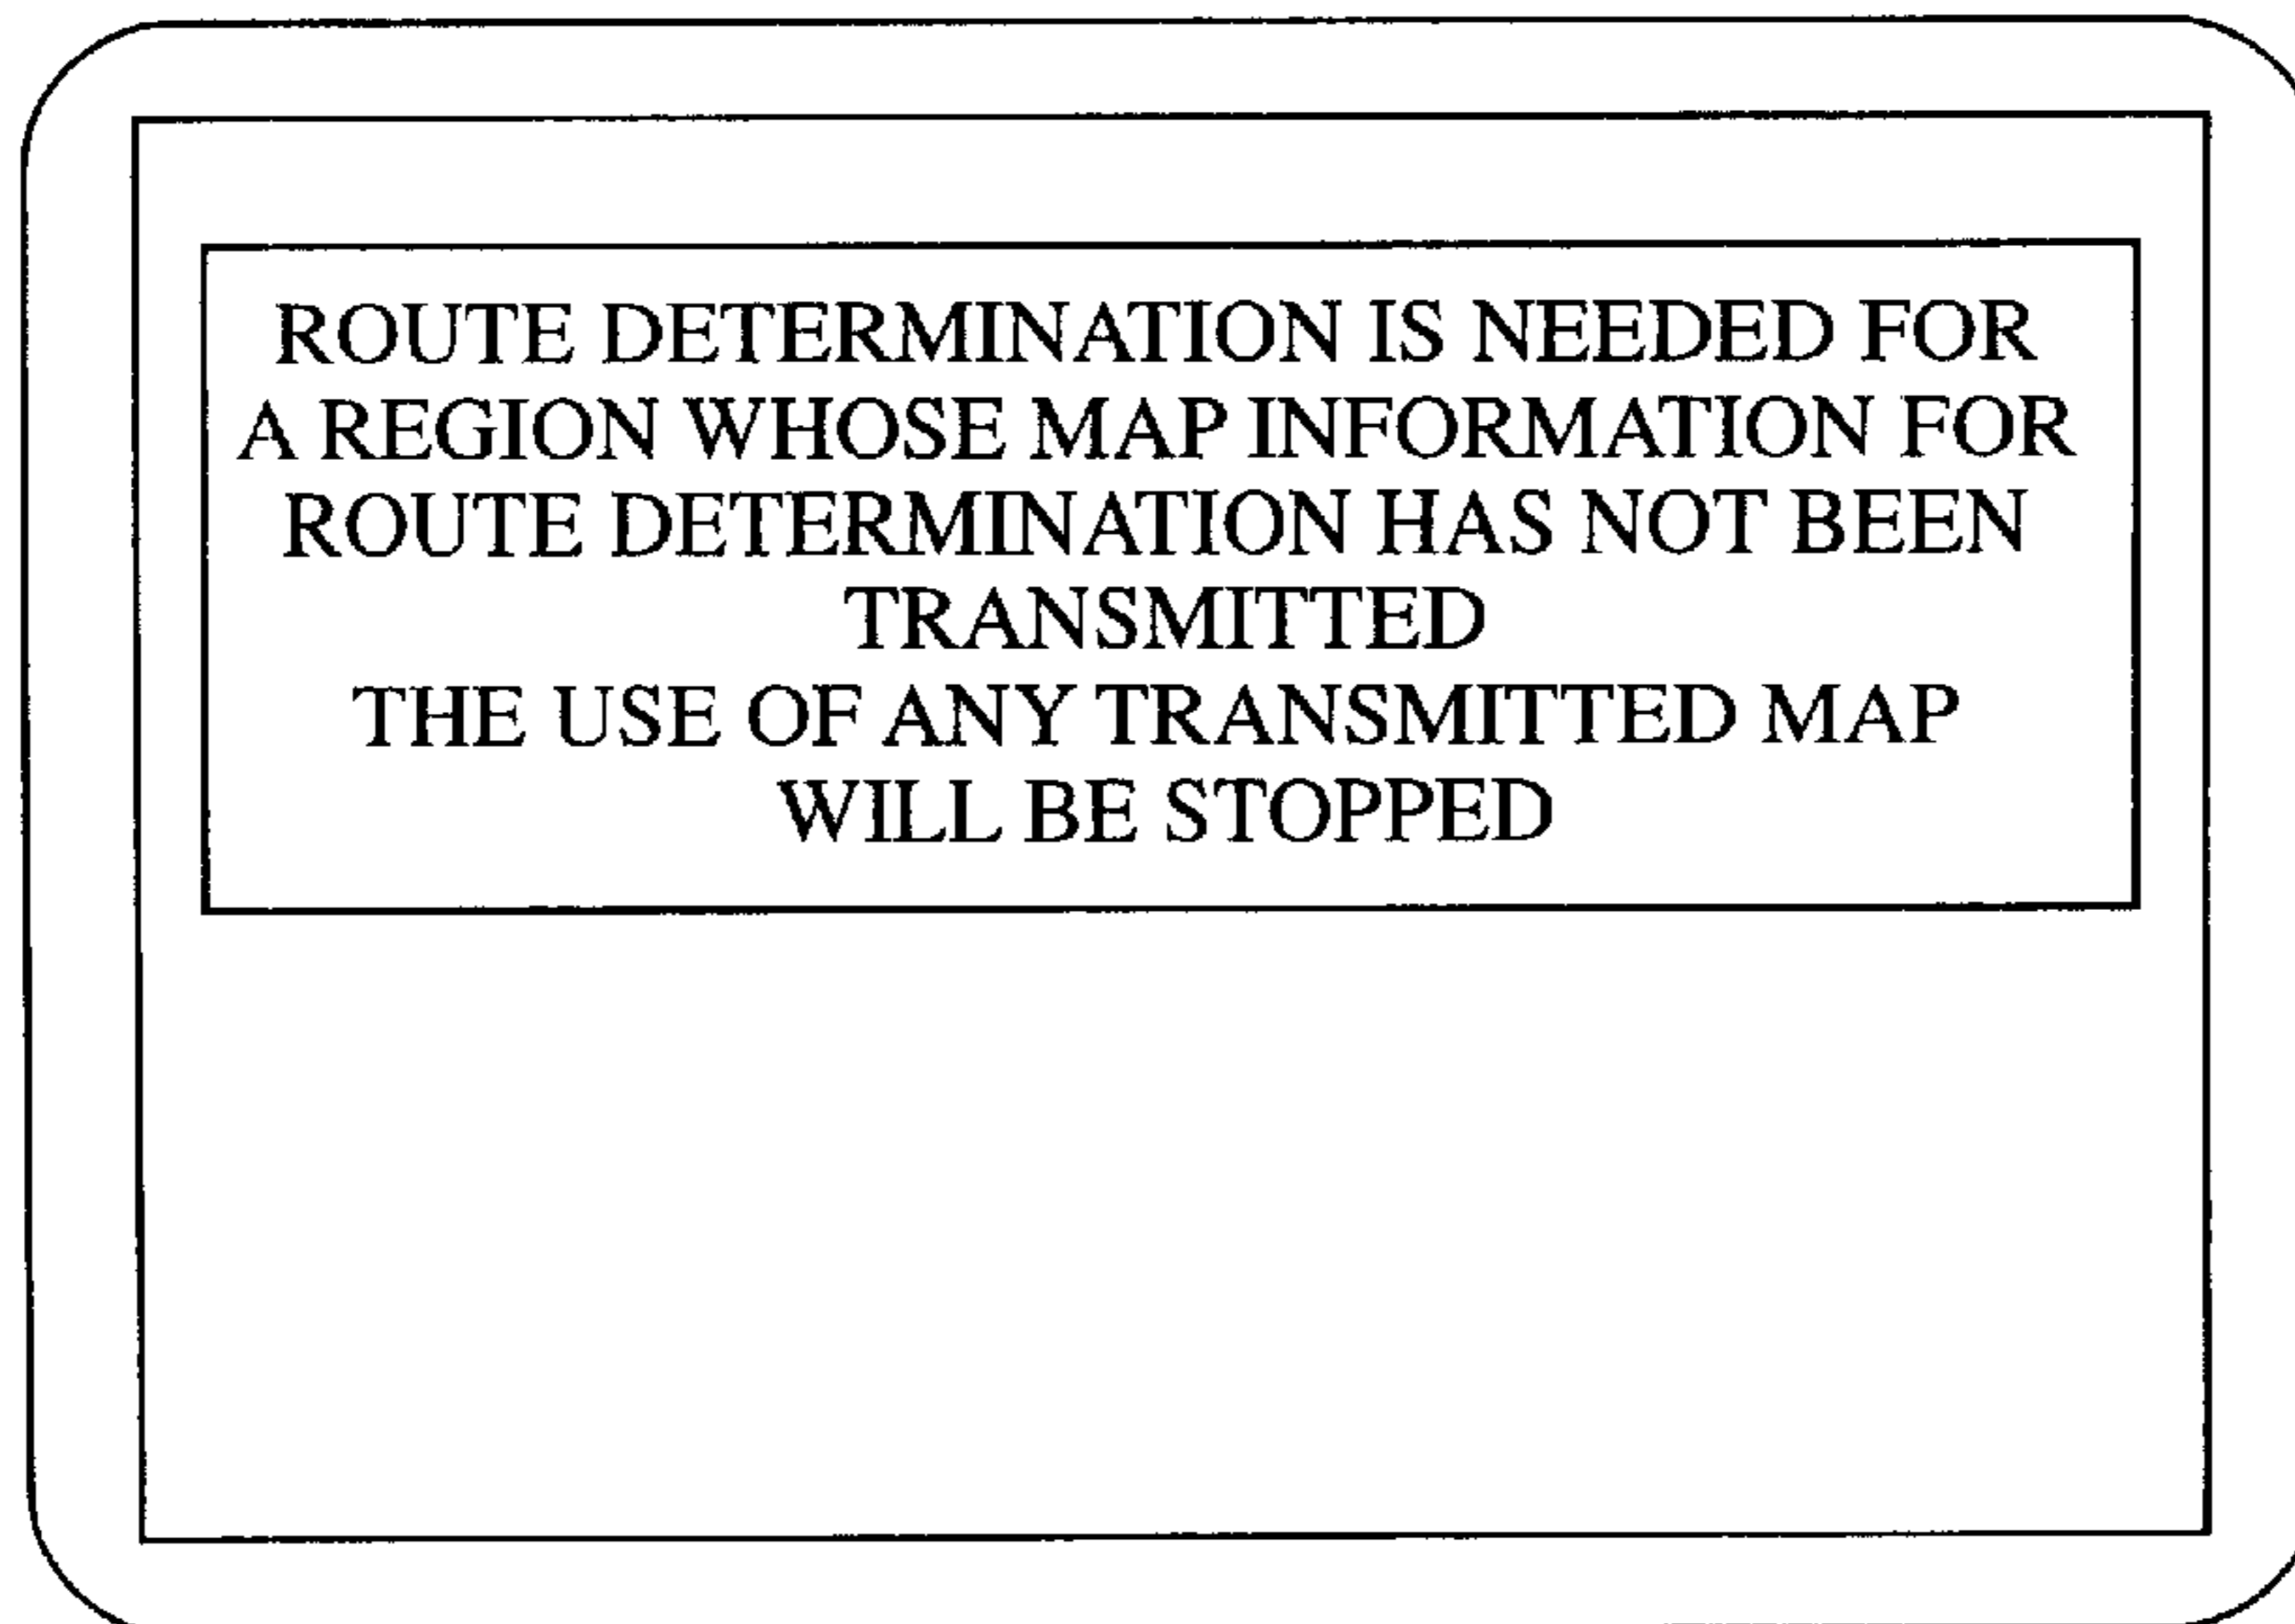 ROUTE DETERMINATION IS NEEDED FOR
A REGION WHOSE MAP INFORMATION FOR
ROUTE DETERMINATION HAS NOT BEEN
TRANSMITTED
THE USE OF ANY TRANSMITTED MAP
WILL BE STOPPED